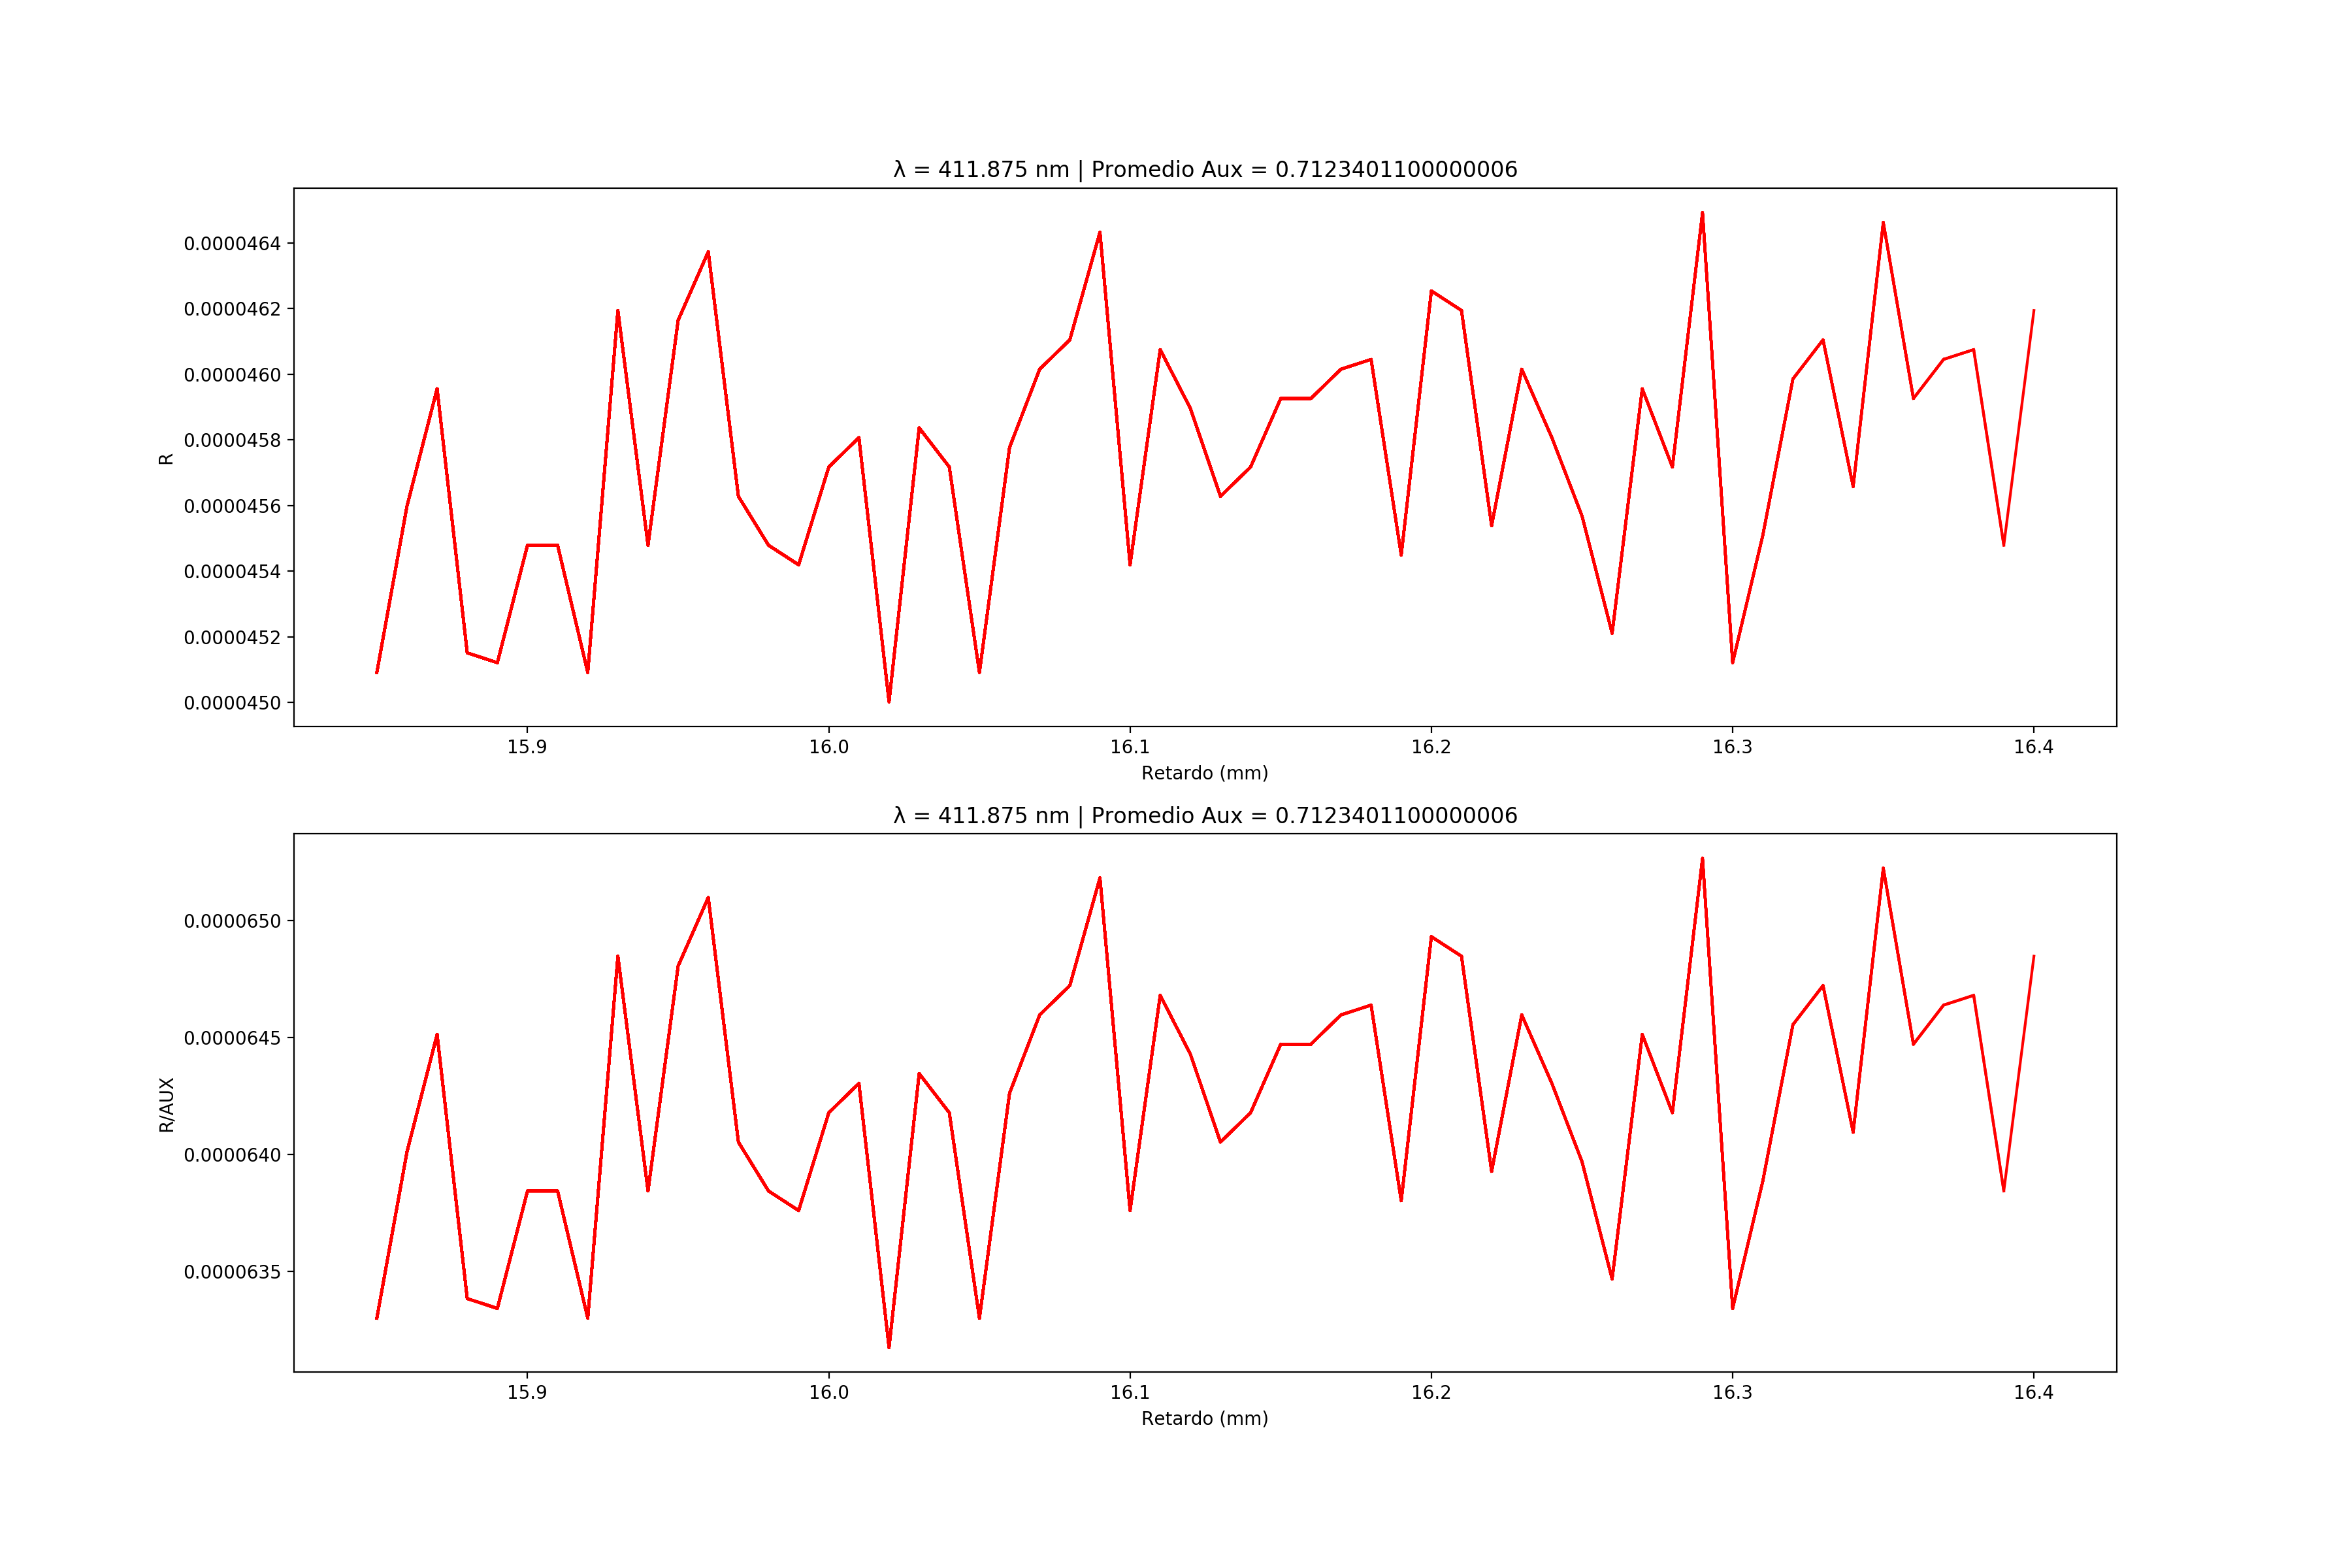 λ = 411.875 nm | Promedio Aux = 0.7123401100000006
0.0000464
0.0000462
0.0000460
0.0000458
0.0000456
0.0000454
0.0000452
0.0000450
R
15.9 16.0 16.1 16.2 16.3 16.4
Retardo (mm)
λ = 411.875 nm | Promedio Aux = 0.7123401100000006
0.0000650
0.0000645
0.0000640
0.0000635
R/AUX
15.9 16.0 16.1 16.2 16.3 16.4
Retardo (mm)